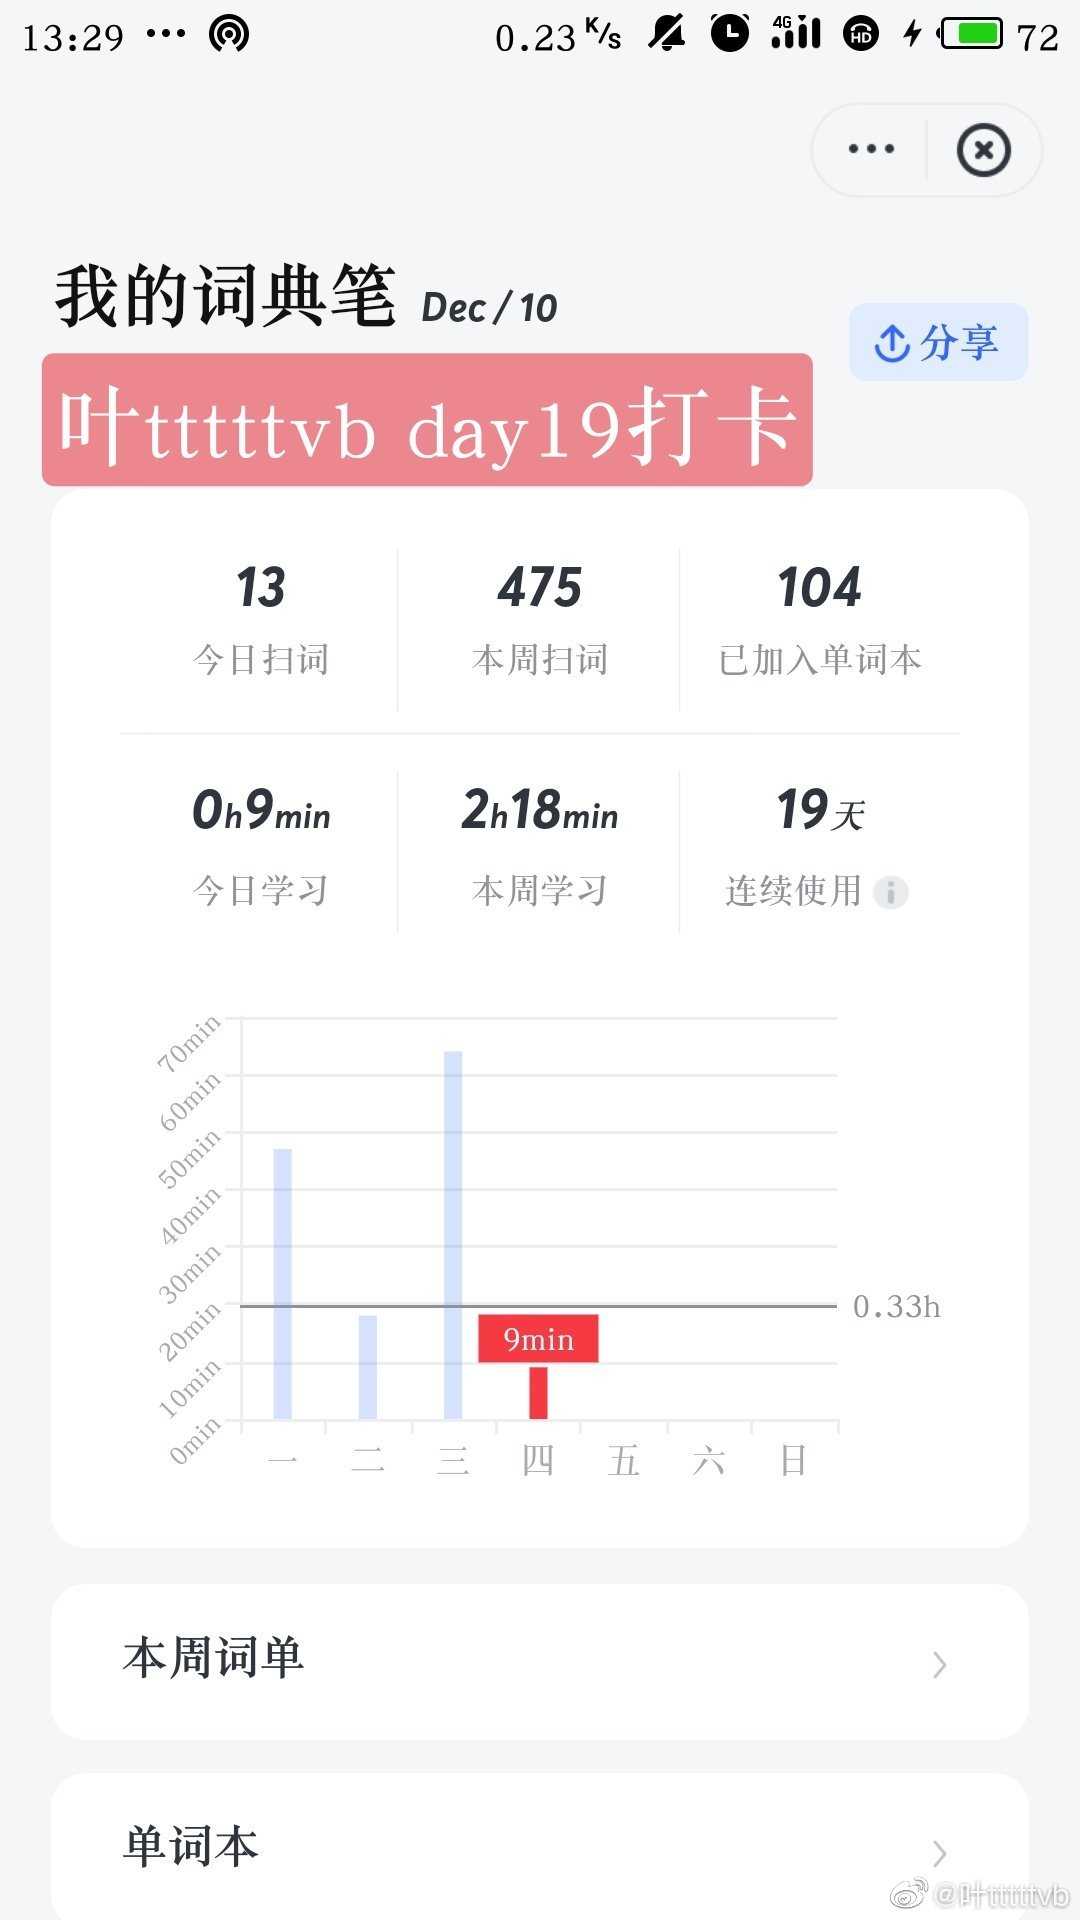 13:29 ··· 0.23 K/s 4G HD 72
···
我的词典笔 Dec / 10
分享
叶tttttvb day19打卡
13 475 104
今日扫词 本周扫词 已加入单词本
0h9min 2h18min 19天
今日学习 本周学习 连续使用 i
70min
60min
50min
40min
30min
0.33h
20min
9min
10min
0min
一 二 三 四 五 六 日
本周词单
单词本
@叶tttttvb